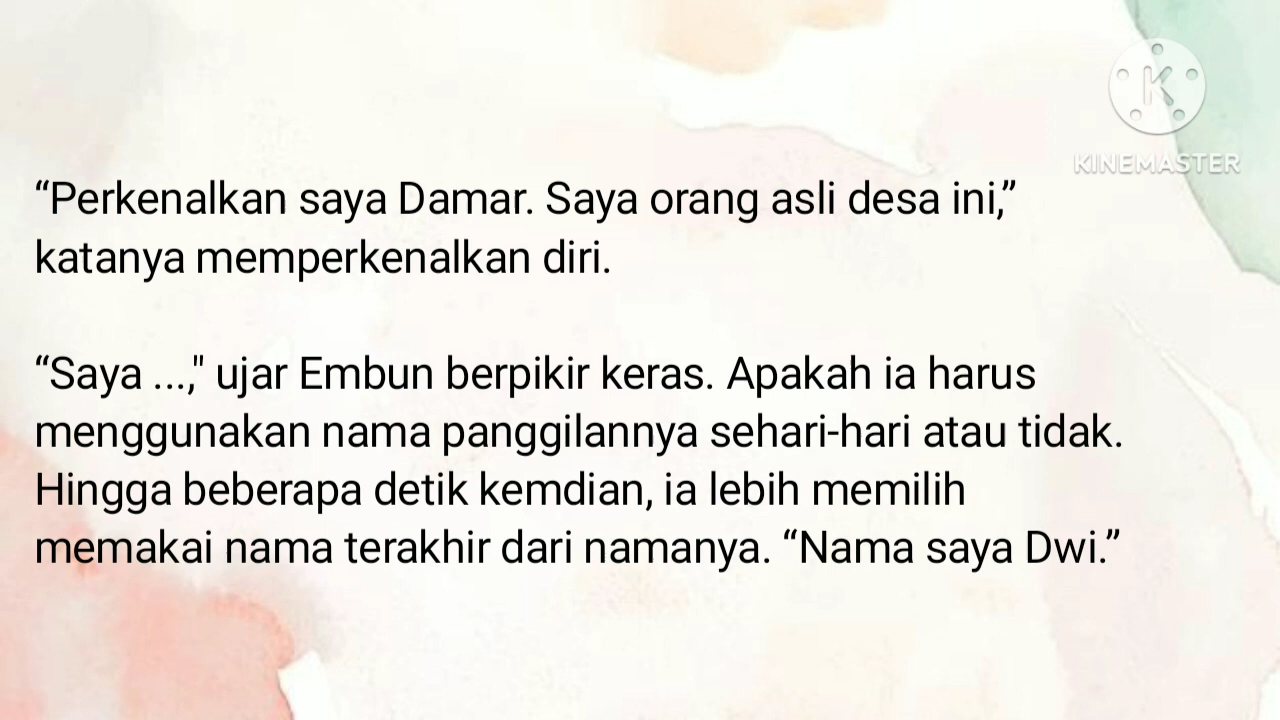 KINEMASTER
“Perkenalkan saya Damar. Saya orang asli desa ini,”
katanya memperkenalkan diri.
“Saya ...," ujar Embun berpikir keras. Apakah ia harus
menggunakan nama panggilannya sehari-hari atau tidak.
Hingga beberapa detik kemdian, ia lebih memilih
memakai nama terakhir dari namanya. “Nama saya Dwi.”